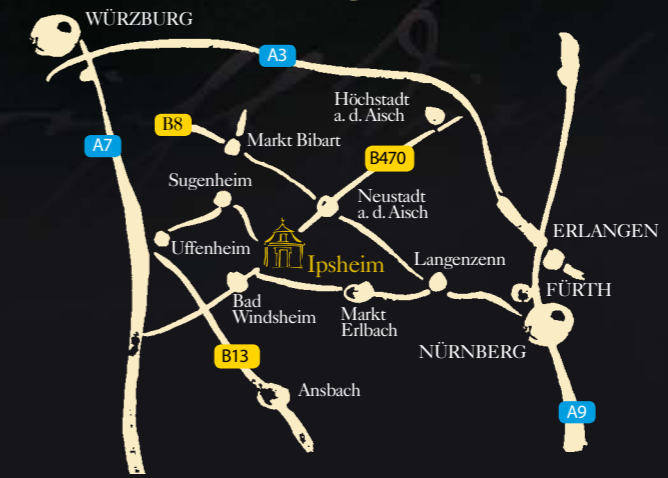 WÜRZBURG
A3
Höchstadt
a. d. Aisch
B8
A7
Markt Bibart
B470
Sugenheim
Neustadt
a. d. Aisch
Uffenheim
ERLANGEN
Ipsheim
Langenzenn
Bad
Windsheim
Markt
Erlbach
FÜRTH
NÜRNBERG
B13
Ansbach
A9